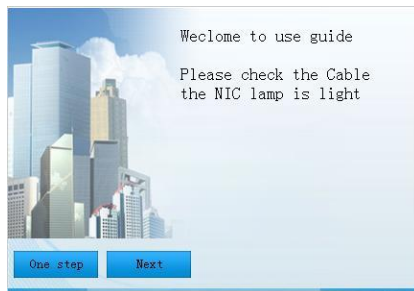 Weclome to use guide
Please check the Cable
the NIC lamp is light
One step
Next